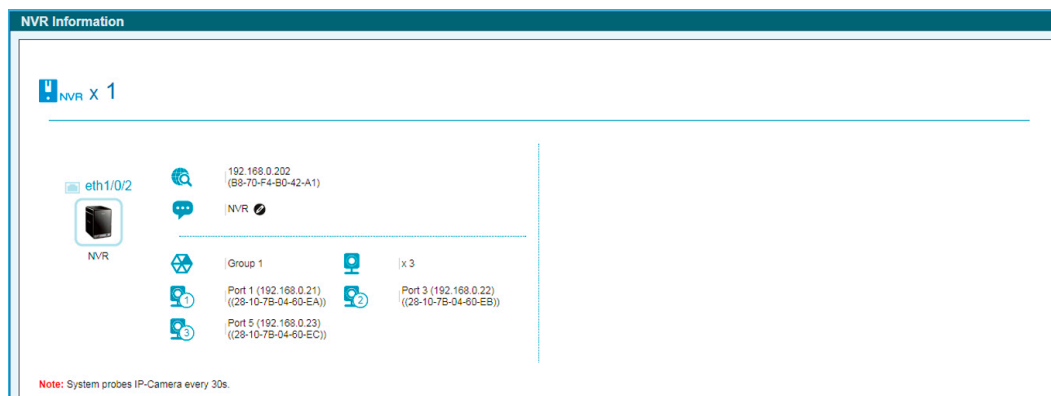 NVR Information
NVR x 1
eth1/0/2
NVR
192.168.0.202
(B8-70-F4-B0-42-A1)
NVR
Group 1
x 3
1
Port 1 (192.168.0.21)
((28-10-7B-04-60-EA))
2
Port 3 (192.168.0.22)
((28-10-7B-04-60-EB))
3
Port 5 (192.168.0.23)
((28-10-7B-04-60-EC))
Note: System probes IP-Camera every 30s.